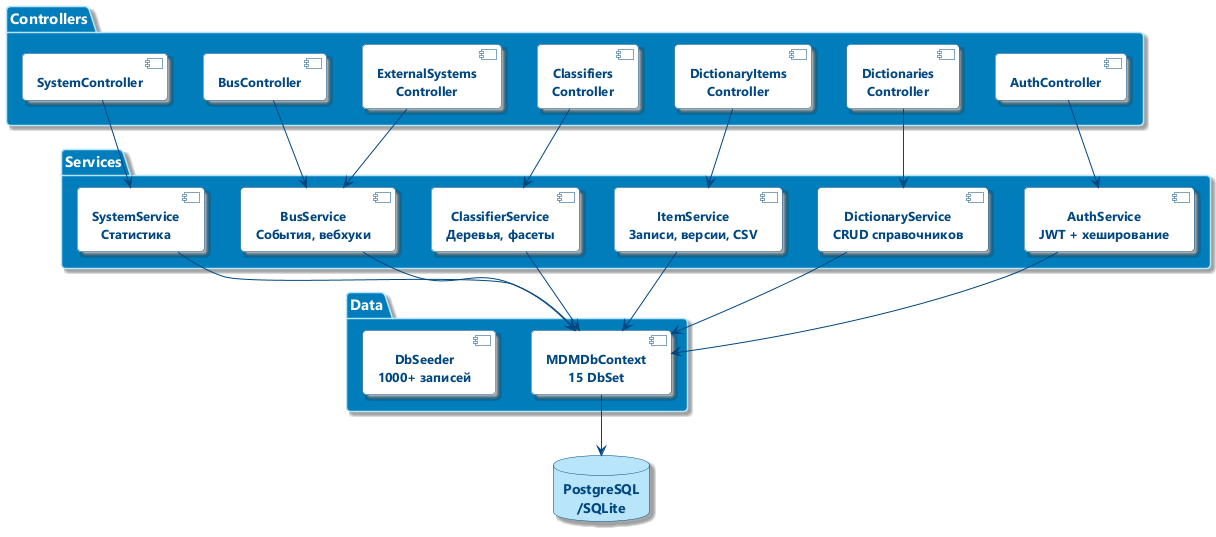 Controllers
SystemController
BusController
ExternalSystems
Controller
Classifiers
Controller
DictionaryItems
Controller
Dictionaries
Controller
AuthController
Services
SystemService
Статистика
BusService
События, вебхуки
ClassifierService
Деревья, фасеты
ItemService
Записи, версии, CSV
DictionaryService
CRUD справочников
AuthService
JWT + хеширование
Data
DbSeeder
1000+ записей
MDMDbContext
15 DbSet
PostgreSQL
/SQLite